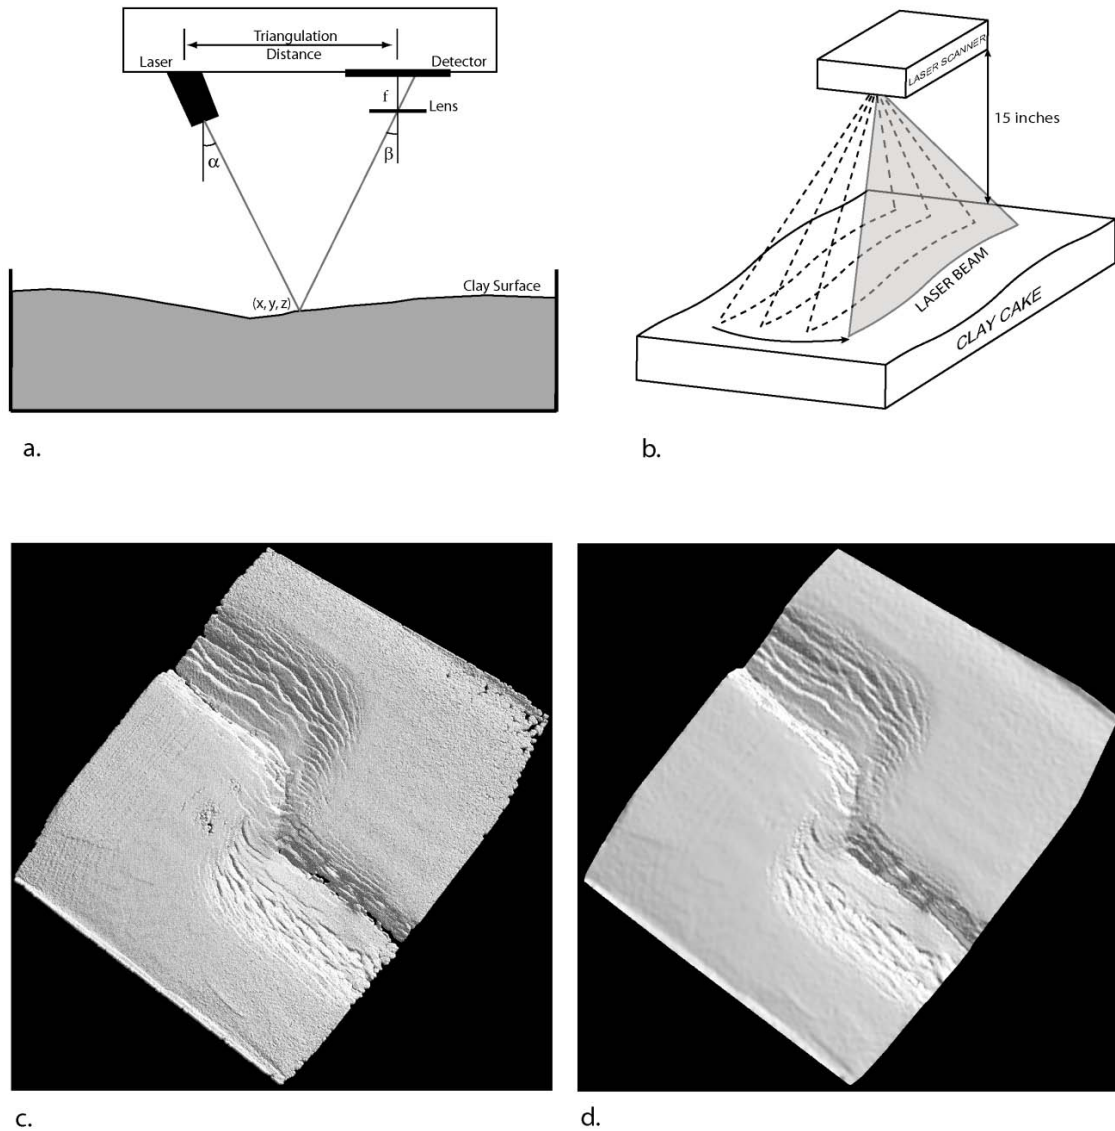 Triangulation
Distance
Laser
Detector
f
Lens
α
β
Clay Surface
(x, y, z)
a.
LASER SCANNER
15 inches
LASER BEAM
CLAY CAKE
b.
c.
d.